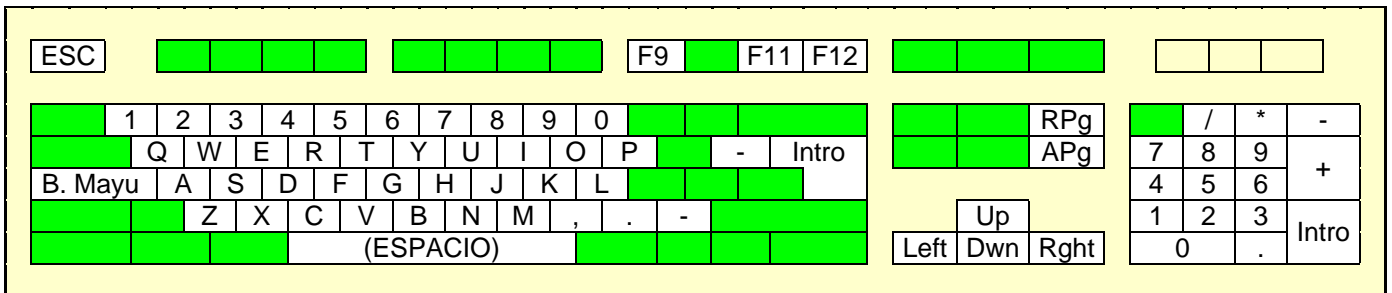 ESC F9 F11 F12
1 2 3 4 5 6 7 8 9 0 RPg / * -
Q W E R T Y U I O P - Intro APg 7 8 9 +
B. Mayu A S D F G H J K L 4 5 6
Z X C V B N M , . - Up 1 2 3 Intro
(ESPACIO) Left Dwn Rght 0 .